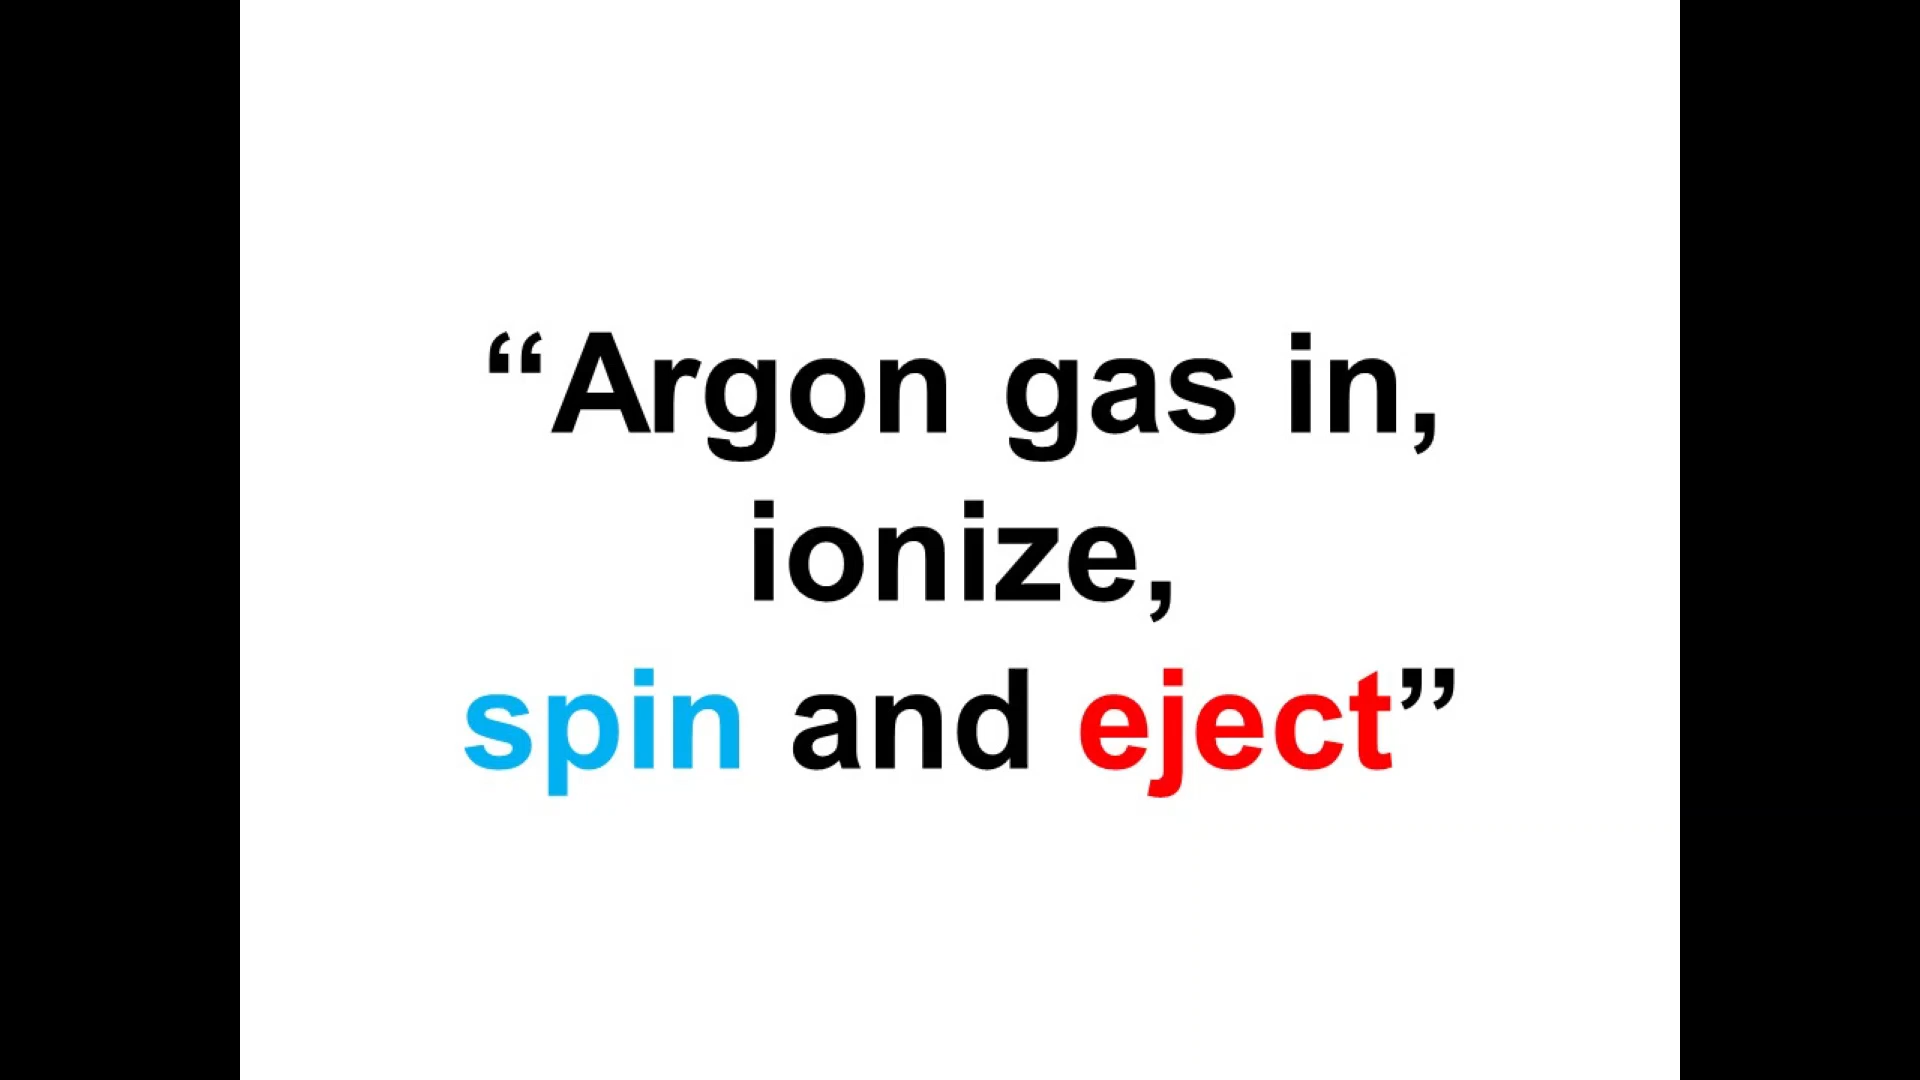 “Argon gas in,
ionize,
spin and eject”